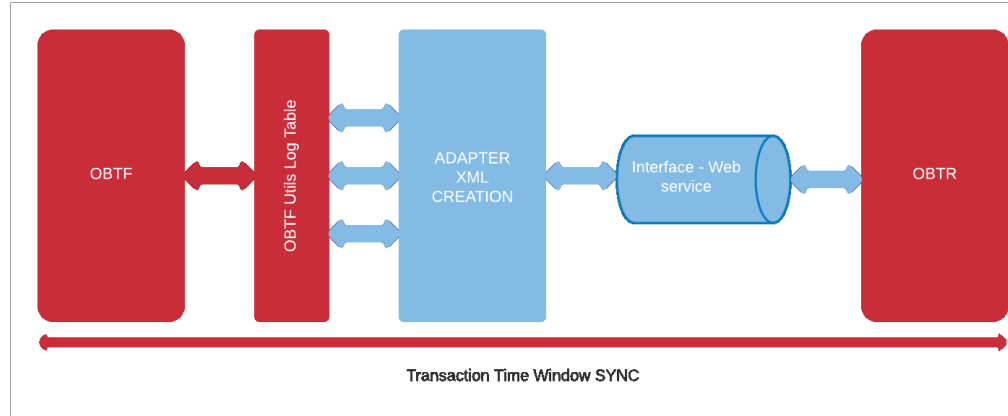 OBTF
OBTF Utils Log Table
ADAPTER
XML
CREATION
Interface - Web
service
OBTR
Transaction Time Window SYNC